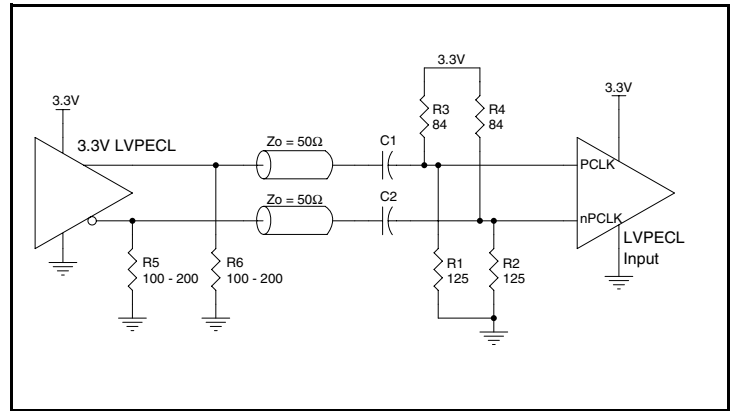 3.3V
3.3V
3.3V
R3
84
R4
84
3.3V LVPECL
Zo = 50Ω
C1
PCLK
Zo = 50Ω
C2
nPCLK
LVPECL
Input
R5
100 - 200
R6
100 - 200
R1
125
R2
125